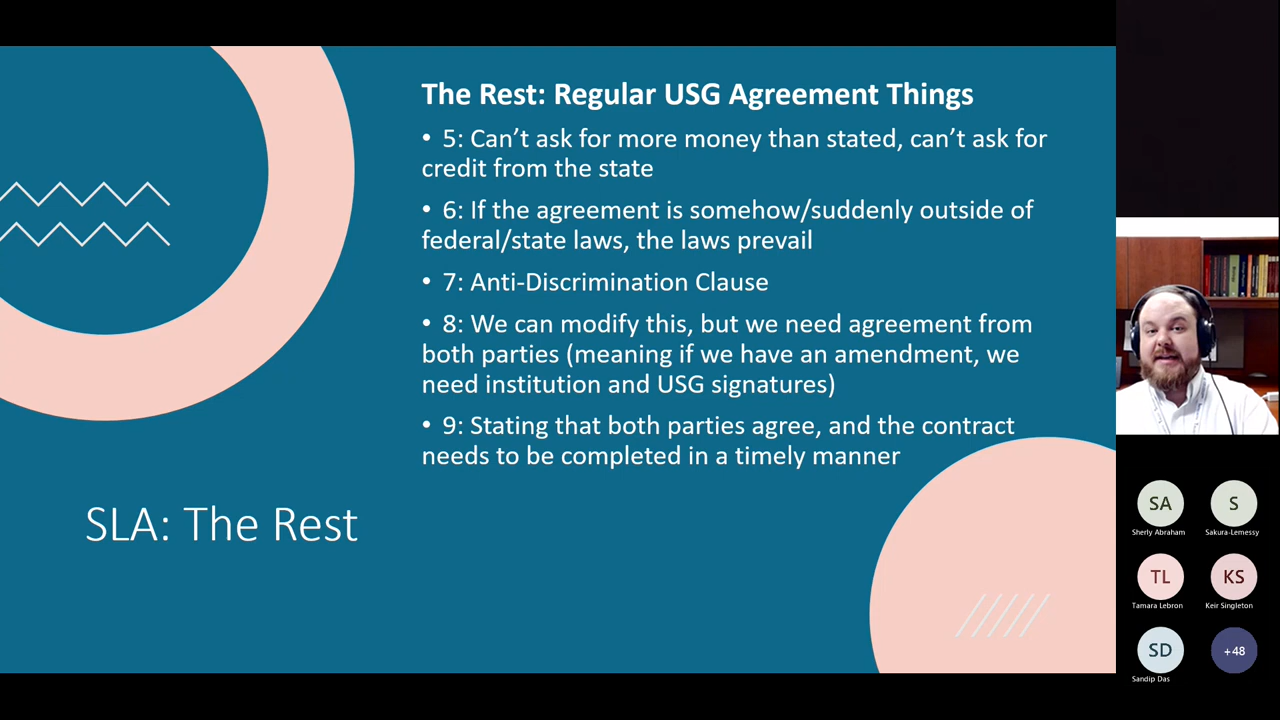 The Rest: Regular USG Agreement Things
• 5: Can’t ask for more money than stated, can’t ask for
credit from the state
• 6: If the agreement is somehow/suddenly outside of
federal/state laws, the laws prevail
• 7: Anti-Discrimination Clause
• 8: We can modify this, but we need agreement from
both parties (meaning if we have an amendment, we
need institution and USG signatures)
• 9: Stating that both parties agree, and the contract
needs to be completed in a timely manner
SLA: The Rest
SA
S
Sherly Abraham
Sakura-Lemessy
TL
KS
Tamara Lebron
Keir Singleton
SD
+48
Sandip Das